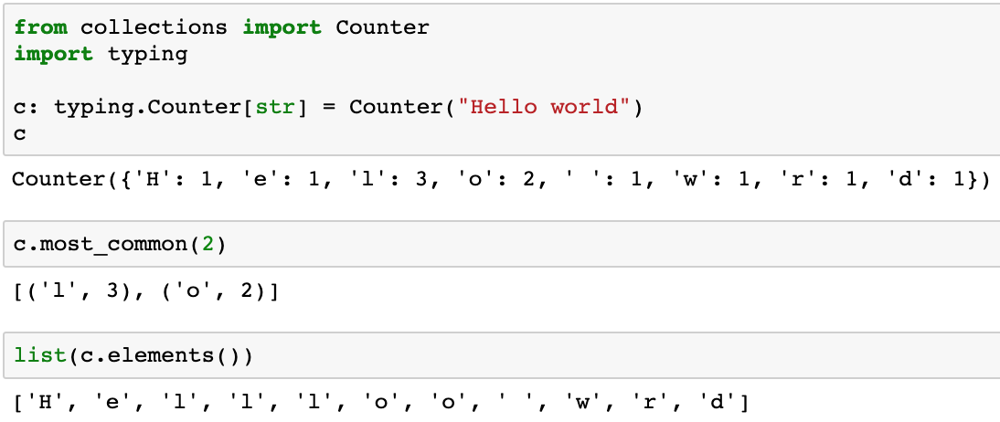 from collections import Counter
import typing
c: typing.Counter[str] = Counter("Hello world")
c
Counter({'H': 1, 'e': 1, 'l': 3, 'o': 2, ' ': 1, 'w': 1, 'r': 1, 'd': 1})
c.most_common(2)
[('l', 3), ('o', 2)]
list(c.elements())
['H', 'e', 'l', 'l', 'l', 'o', 'o', ' ', 'w', 'r', 'd']